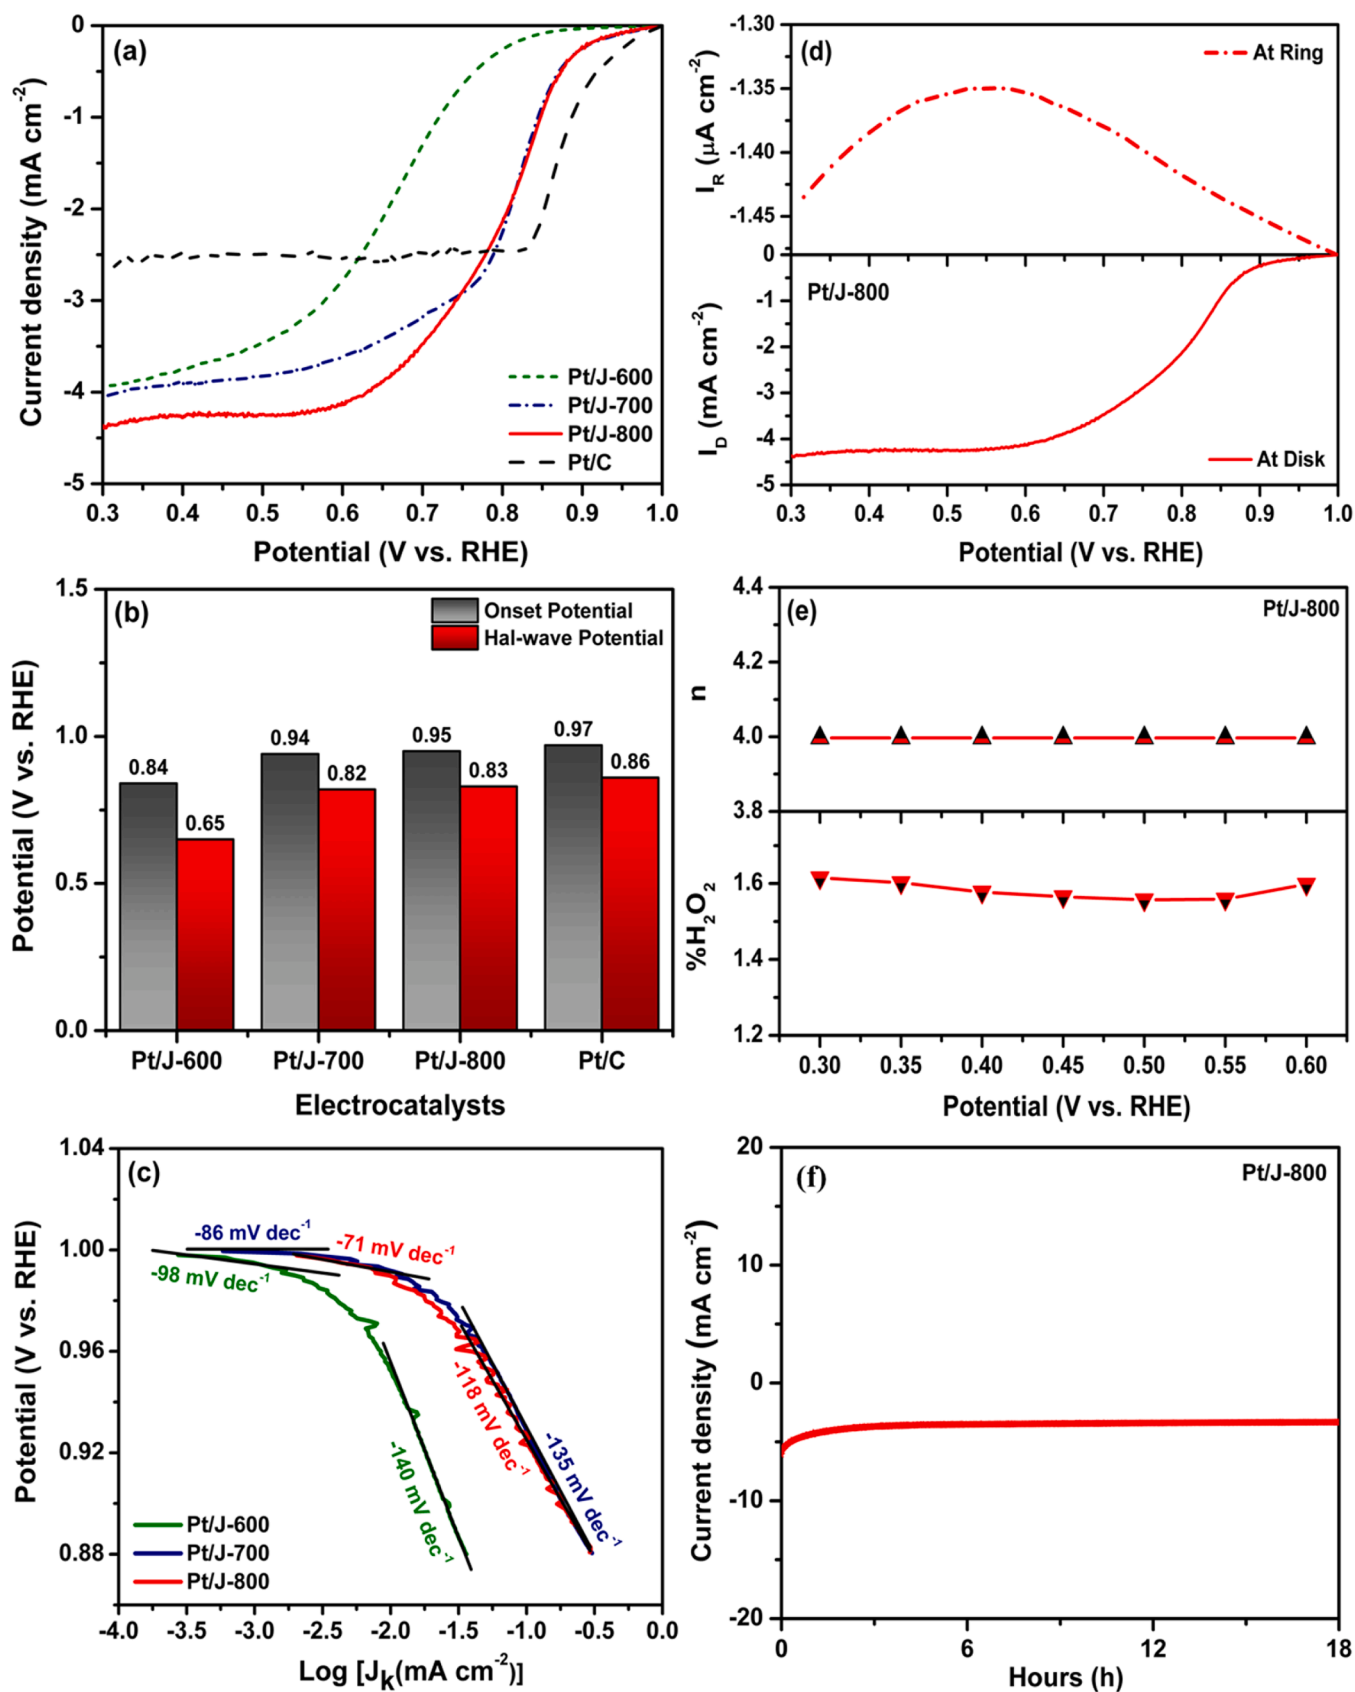 (a)
Current density (mA cm-2)
0
-1
-2
-3
-4
-5
Pt/J-600
Pt/J-700
Pt/J-800
Pt/C
0.3 0.4 0.5 0.6 0.7 0.8 0.9 1.0
Potential (V vs. RHE)
(d)
IR (µA cm-2)
-1.30
-1.35
-1.40
-1.45
At Ring
ID (mA cm-2)
0
-1
-2
-3
-4
-5
Pt/J-800
At Disk
0.3 0.4 0.5 0.6 0.7 0.8 0.9 1.0
Potential (V vs. RHE)
(b)
Potential (V vs. RHE)
1.5
1.0
0.5
0.0
Onset Potential
Hal-wave Potential
0.84 0.65 0.94 0.82 0.95 0.83 0.97 0.86
Pt/J-600 Pt/J-700 Pt/J-800 Pt/C
Electrocatalysts
(e)
Pt/J-800
n
4.4
4.2
4.0
3.8
%H2O2
1.6
1.4
1.2
0.30 0.35 0.40 0.45 0.50 0.55 0.60
Potential (V vs. RHE)
(c)
Potential (V vs. RHE)
1.04
1.00
0.96
0.92
0.88
-86 mV dec-1
-71 mV dec-1
-98 mV dec-1
-118 mV dec-1
-135 mV dec-1
-140 mV dec-1
Pt/J-600
Pt/J-700
Pt/J-800
-4.0 -3.5 -3.0 -2.5 -2.0 -1.5 -1.0 -0.5 0.0
Log [Jk(mA cm-2)]
(f)
Pt/J-800
Current density (mA cm-2)
20
10
0
-10
-20
0 6 12 18
Hours (h)